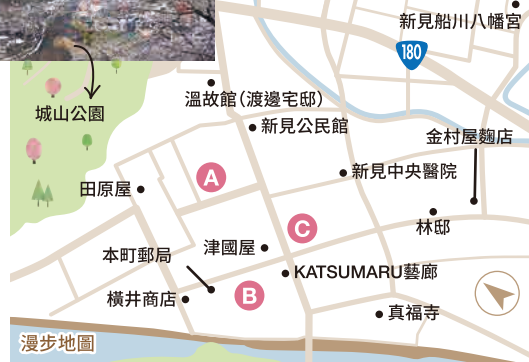 新見船川八幡宮
180
溫故館(渡邊宅邸)
城山公園
新見公民館
金村屋麴店
新見中央醫院
A
田原屋
C
林邸
津國屋
本町郵局
KATSUMARU藝廊
B
橫井商店
真福寺
漫步地圖